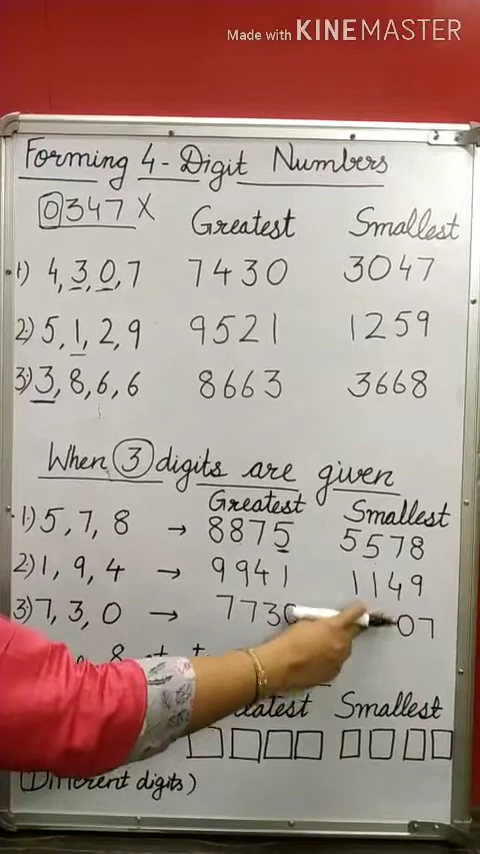 Made with KINEMASTER
Forming 4-Digit Numbers
0347 X
Greatest Smallest
1) 4, 3, 0, 7 7430 3047
2) 5, 1, 2, 9 9521 1259
3) 3, 8, 6, 6 8663 3668
When 3 digits are given
Greatest Smallest
1) 5, 7, 8 → 8875 5578
2) 1, 9, 4 → 9941 1149
3) 7, 3, 0 → 773 07
8
Smallest
(Different digits)